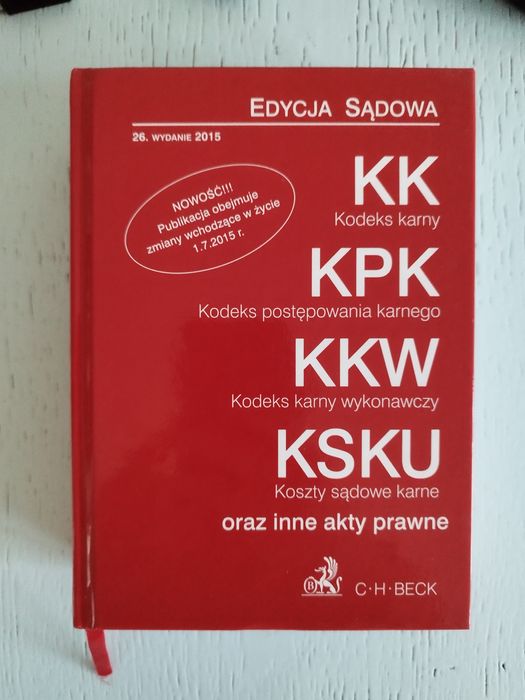 EDYCJA SĄDOWA
26. WYDANIE 2015
NOWOŚĆ!!!
Publikacja obejmuje
zmiany wchodzące w życie
1.7.2015 r.
KK
Kodeks karny
KPK
Kodeks postępowania karnego
KKW
Kodeks karny wykonawczy
KSKU
Koszty sądowe karne
oraz inne akty prawne
B
C·H·BECK